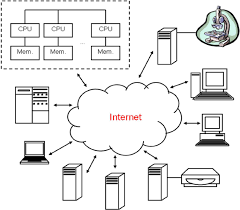 CPU CPU ... CPU
Mem. Mem. ... Mem.
Internet